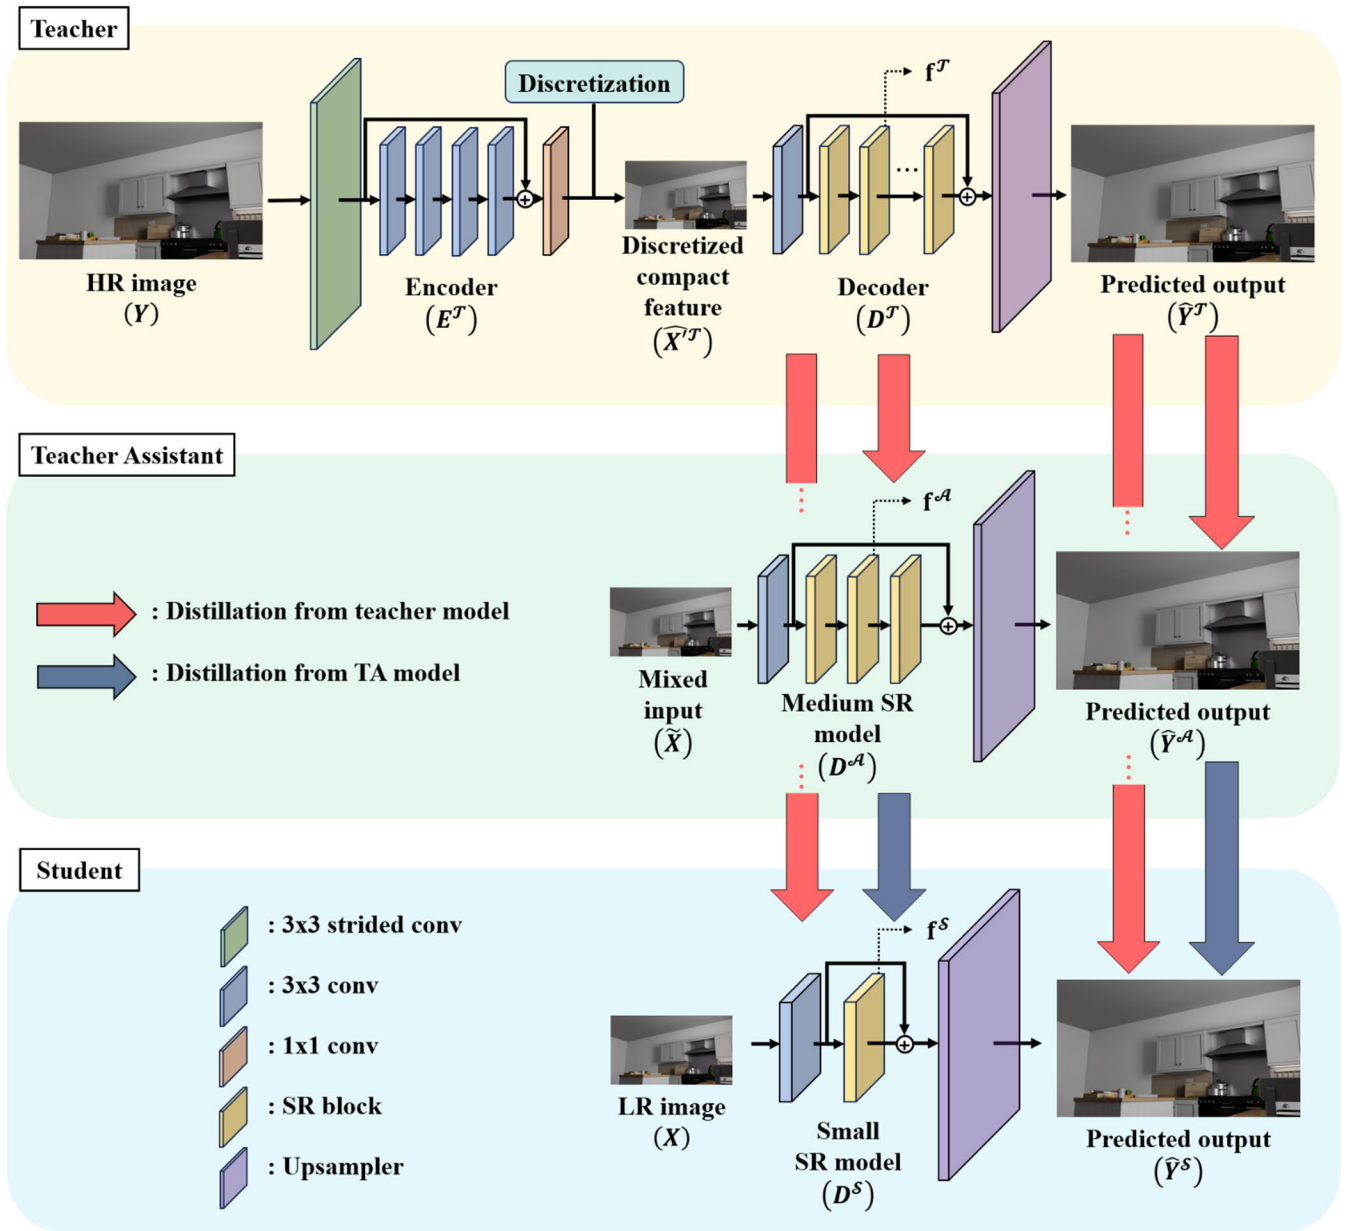 Teacher
Discretization
f^𝒯
HR image
(Y)
Encoder
(E^𝒯)
Discretized
compact
feature
(X̂′^𝒯)
Decoder
(D^𝒯)
...
Predicted output
(Ŷ^𝒯)
Teacher Assistant
f^𝒜
: Distillation from teacher model
: Distillation from TA model
Mixed
input
(X̃)
Medium SR
model
(D^𝒜)
Predicted output
(Ŷ^𝒜)
Student
: 3x3 strided conv
: 3x3 conv
: 1x1 conv
: SR block
: Upsampler
f^𝒮
LR image
(X)
Small
SR model
(D^𝒮)
Predicted output
(Ŷ^𝒮)